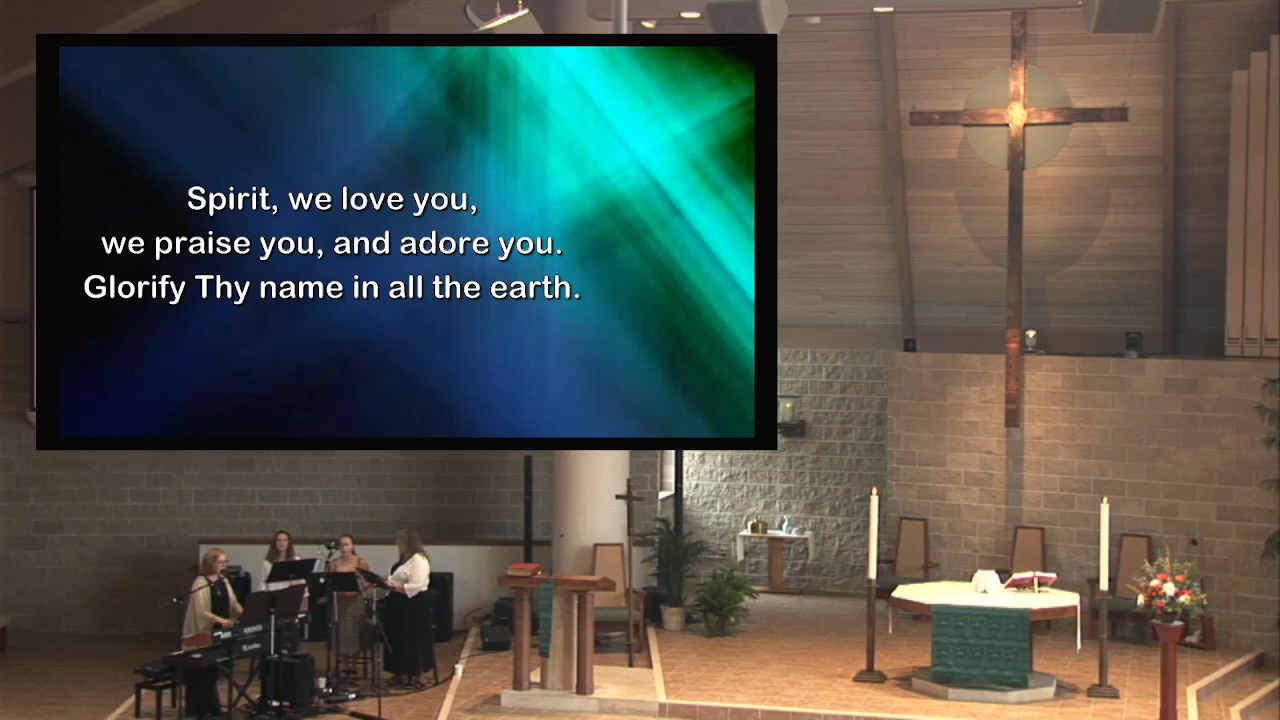 Spirit, we love you,
we praise you, and adore you.
Glorify Thy name in all the earth.